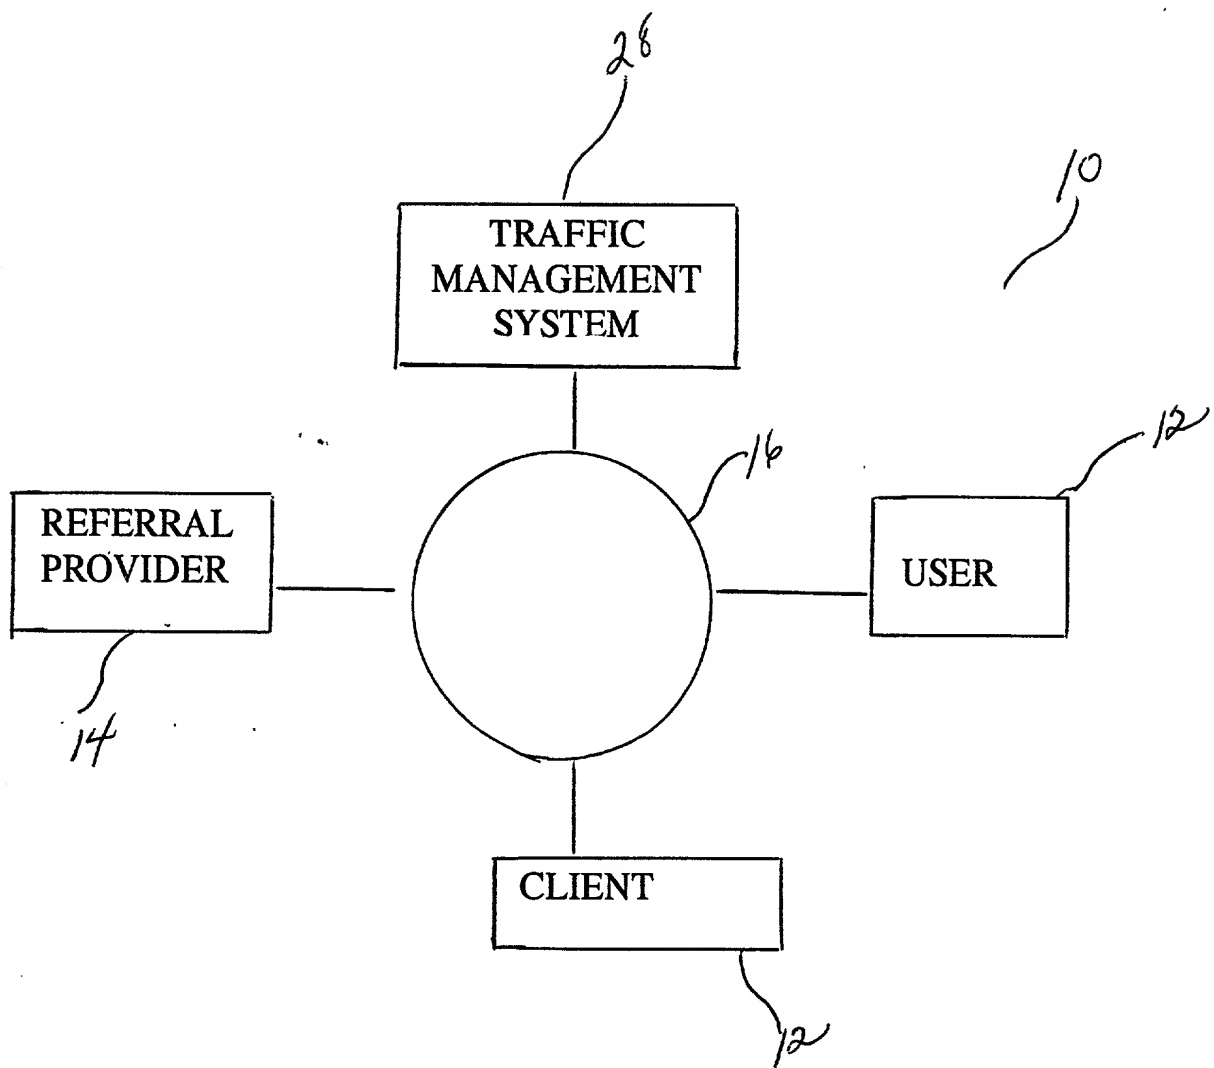 28
10
TRAFFIC
MANAGEMENT
SYSTEM
12
16
REFERRAL
PROVIDER
USER
14
CLIENT
12